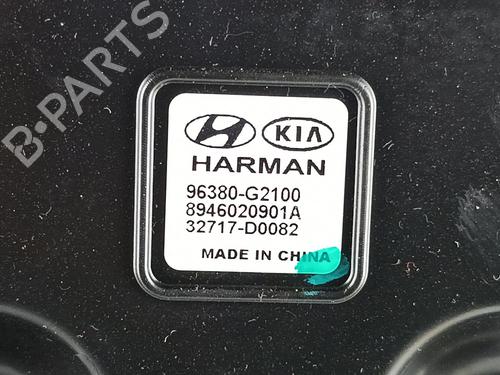 B-PARTS
KIA
HARMAN
96380-G2100
8946020901A
32717-D0082
MADE IN CHINA